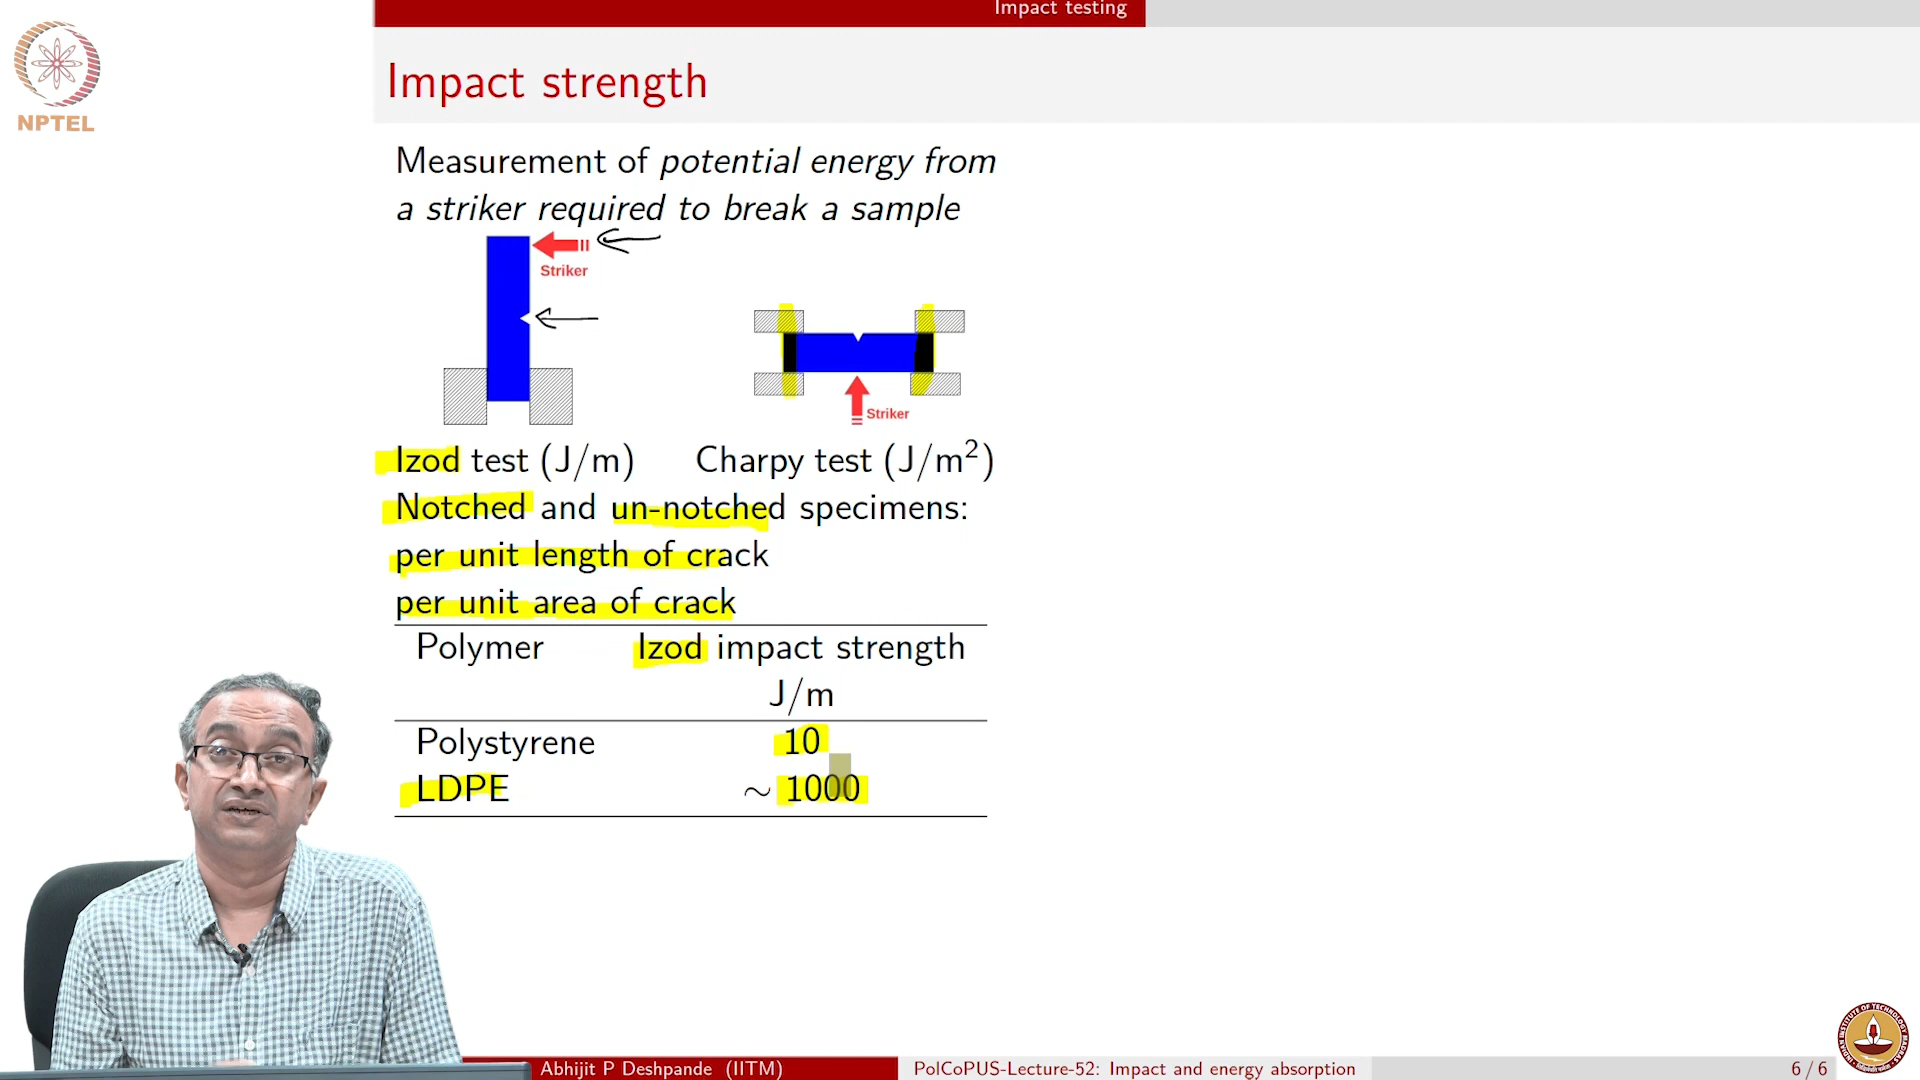 Impact testing
NPTEL
Impact strength
Measurement of potential energy from
a striker required to break a sample
Striker
Striker
Izod test (J/m) Charpy test (J/m²)
Notched and un-notched specimens:
per unit length of crack
per unit area of crack
Polymer Izod impact strength
J/m
Polystyrene 10
LDPE ∼ 1000
Abhijit P Deshpande (IITM) PolCoPUS-Lecture-52: Impact and energy absorption 6 / 6